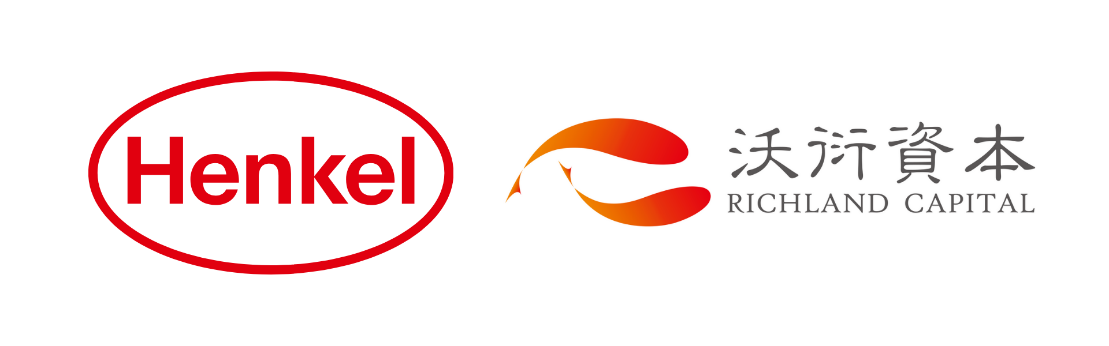 Henkel
沃衍資本
RICHLAND CAPITAL